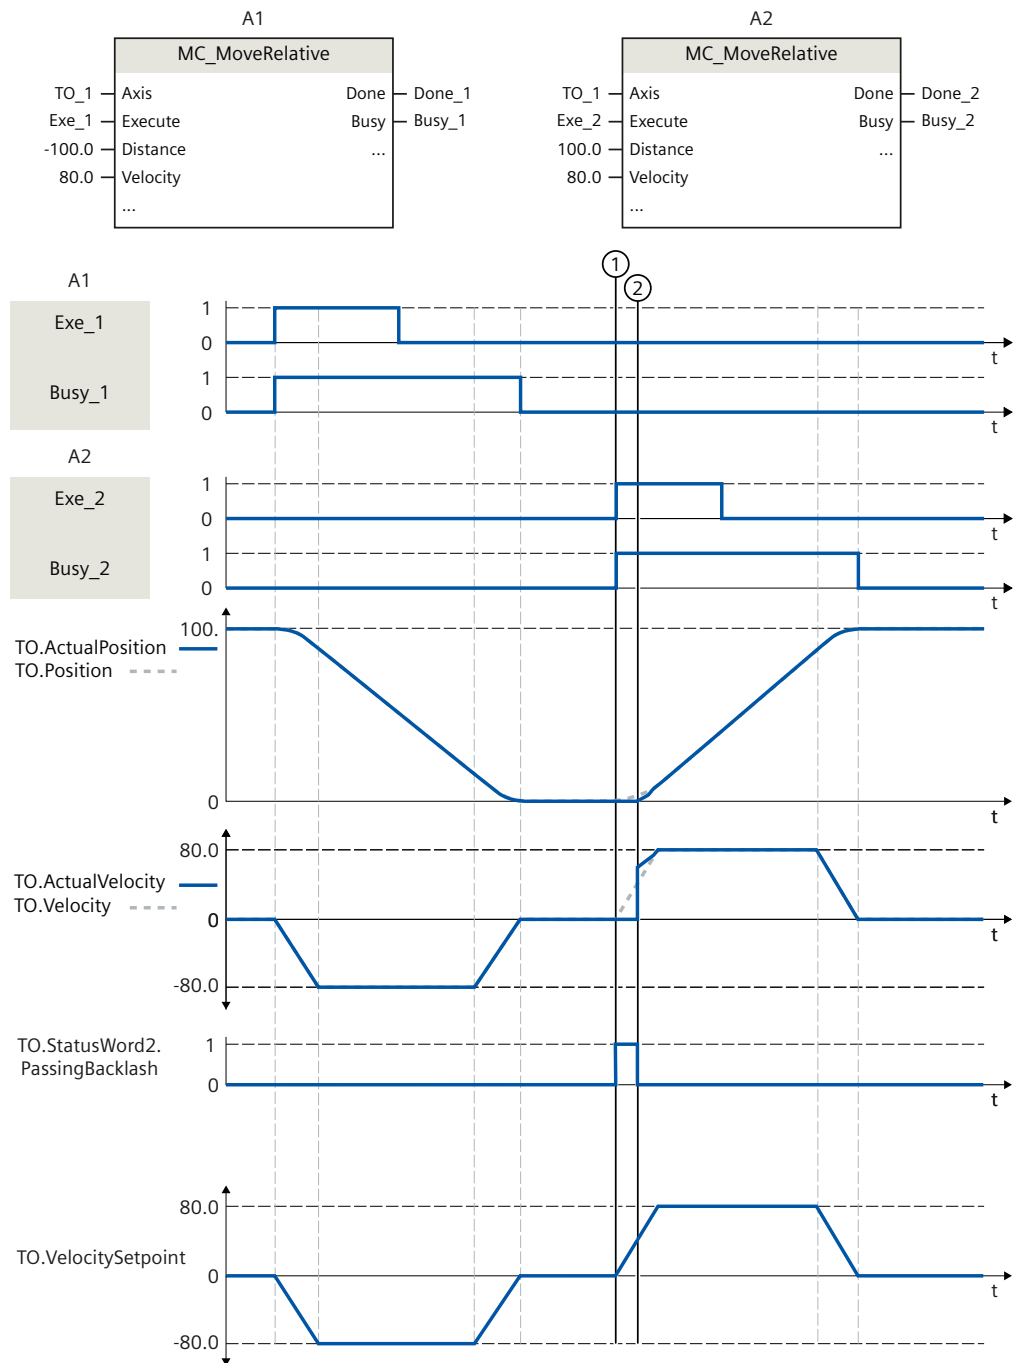 A1 A2
MC_MoveRelative MC_MoveRelative
TO_1 Axis Done Done_1 TO_1 Axis Done Done_2
Exe_1 Execute Busy Busy_1 Exe_2 Execute Busy Busy_2
-100.0 Distance ... 100.0 Distance ...
80.0 Velocity 80.0 Velocity
... ...
1
2
A1
Exe_1 1
0
t
Busy_1 1
0
t
A2
Exe_2 1
0
t
Busy_2 1
0
t
100.
TO.ActualPosition
TO.Position
0
t
80.0
TO.ActualVelocity
TO.Velocity
0
t
-80.0
TO.StatusWord2. 1
PassingBacklash
0
t
80.0
TO.VelocitySetpoint
0
t
-80.0